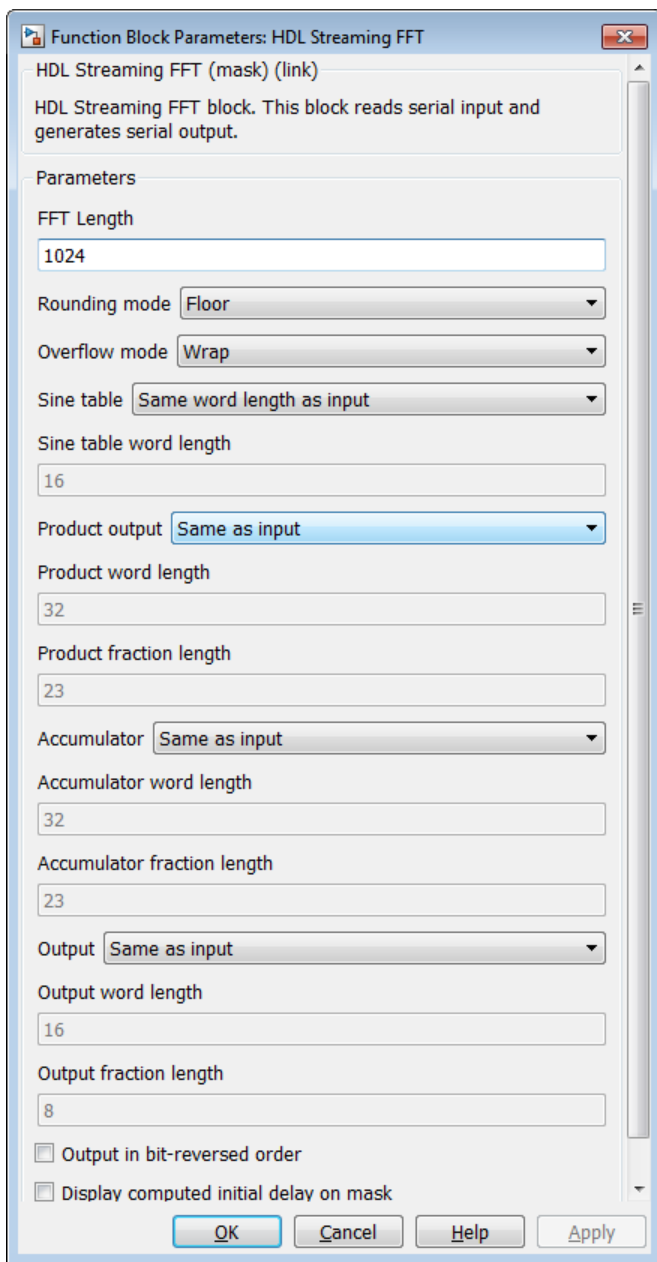 Function Block Parameters: HDL Streaming FFT
HDL Streaming FFT (mask) (link)
HDL Streaming FFT block. This block reads serial input and
generates serial output.
Parameters
FFT Length
1024
Rounding mode Floor
Overflow mode Wrap
Sine table Same word length as input
Sine table word length
16
Product output Same as input
Product word length
32
Product fraction length
23
Accumulator Same as input
Accumulator word length
32
Accumulator fraction length
23
Output Same as input
Output word length
16
Output fraction length
8
Output in bit-reversed order
Display computed initial delay on mask
OK Cancel Help Apply